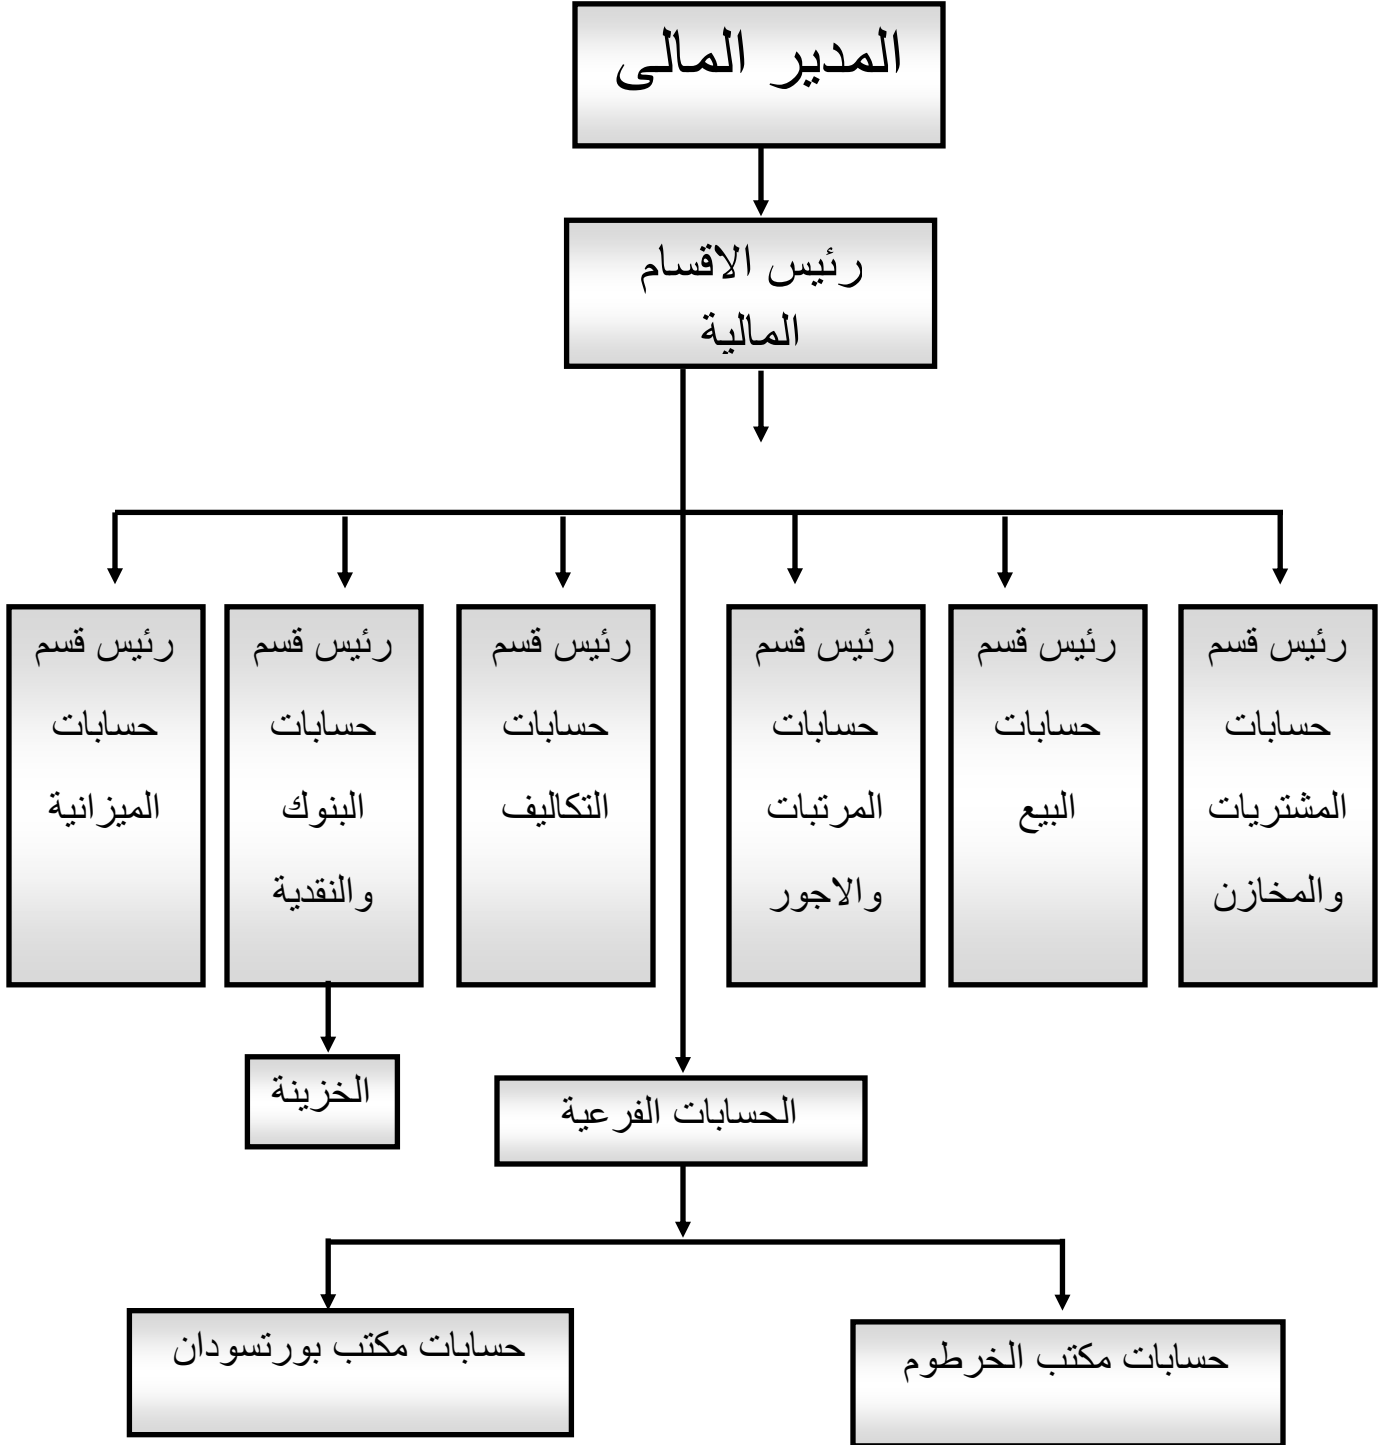 المدير المالى
رئيس الاقسام
المالية
رئيس قسم
حسابات
المشتريات
والمخازن
رئيس قسم
حسابات
البيع
رئيس قسم
حسابات
المرتبات
والاجور
رئيس قسم
حسابات
التكاليف
رئيس قسم
حسابات
البنوك
والنقدية
رئيس قسم
حسابات
الميزانية
الخزينة
الحسابات الفرعية
حسابات مكتب الخرطوم
حسابات مكتب بورتسودان